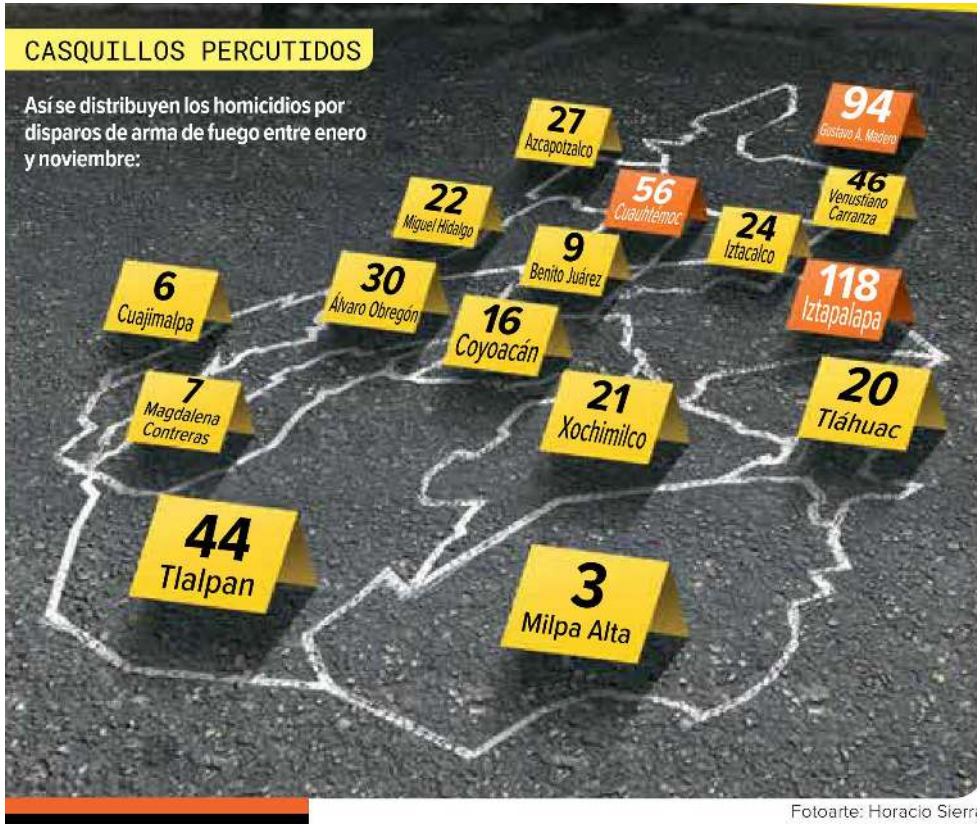 CASQUILLOS PERCUTIDOS
Así se distribuyen los homicidios por
disparos de arma de fuego entre enero
y noviembre:
94
Gustavo A. Madero
27
Azcapotzalco
56
Cuauhtemoc
46
Venustiano
Carranza
22
Miguel Hidalgo
24
Iztacalco
9
Benito Juárez
6
Cuajimalpa
30
Álvaro Obregón
118
Iztapalapa
16
Coyoacán
7
Magdalena
Contreras
21
Xochimilco
20
Tláhuac
44
Tlalpan
3
Milpa Alta
Fotoarte: Horacio Sierra